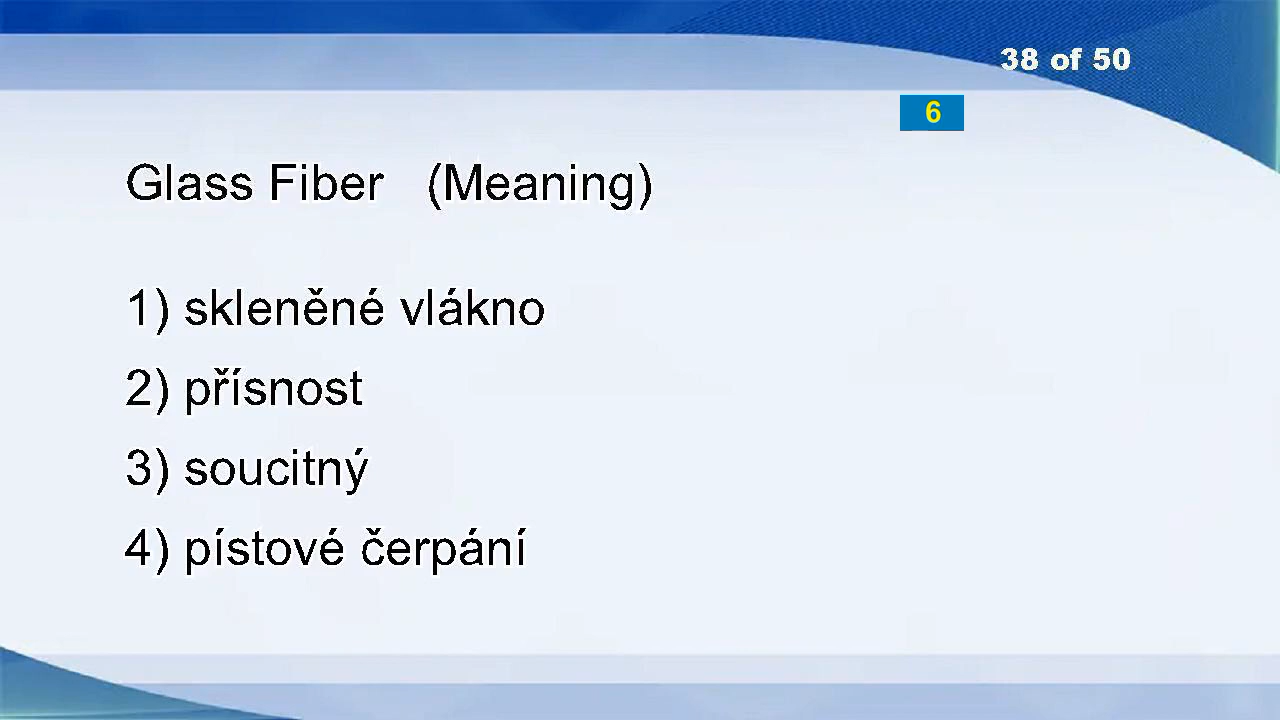 38 of 50
6
Glass Fiber (Meaning)
1) skleněné vlákno
2) přísnost
3) soucitný
4) pístové čerpání